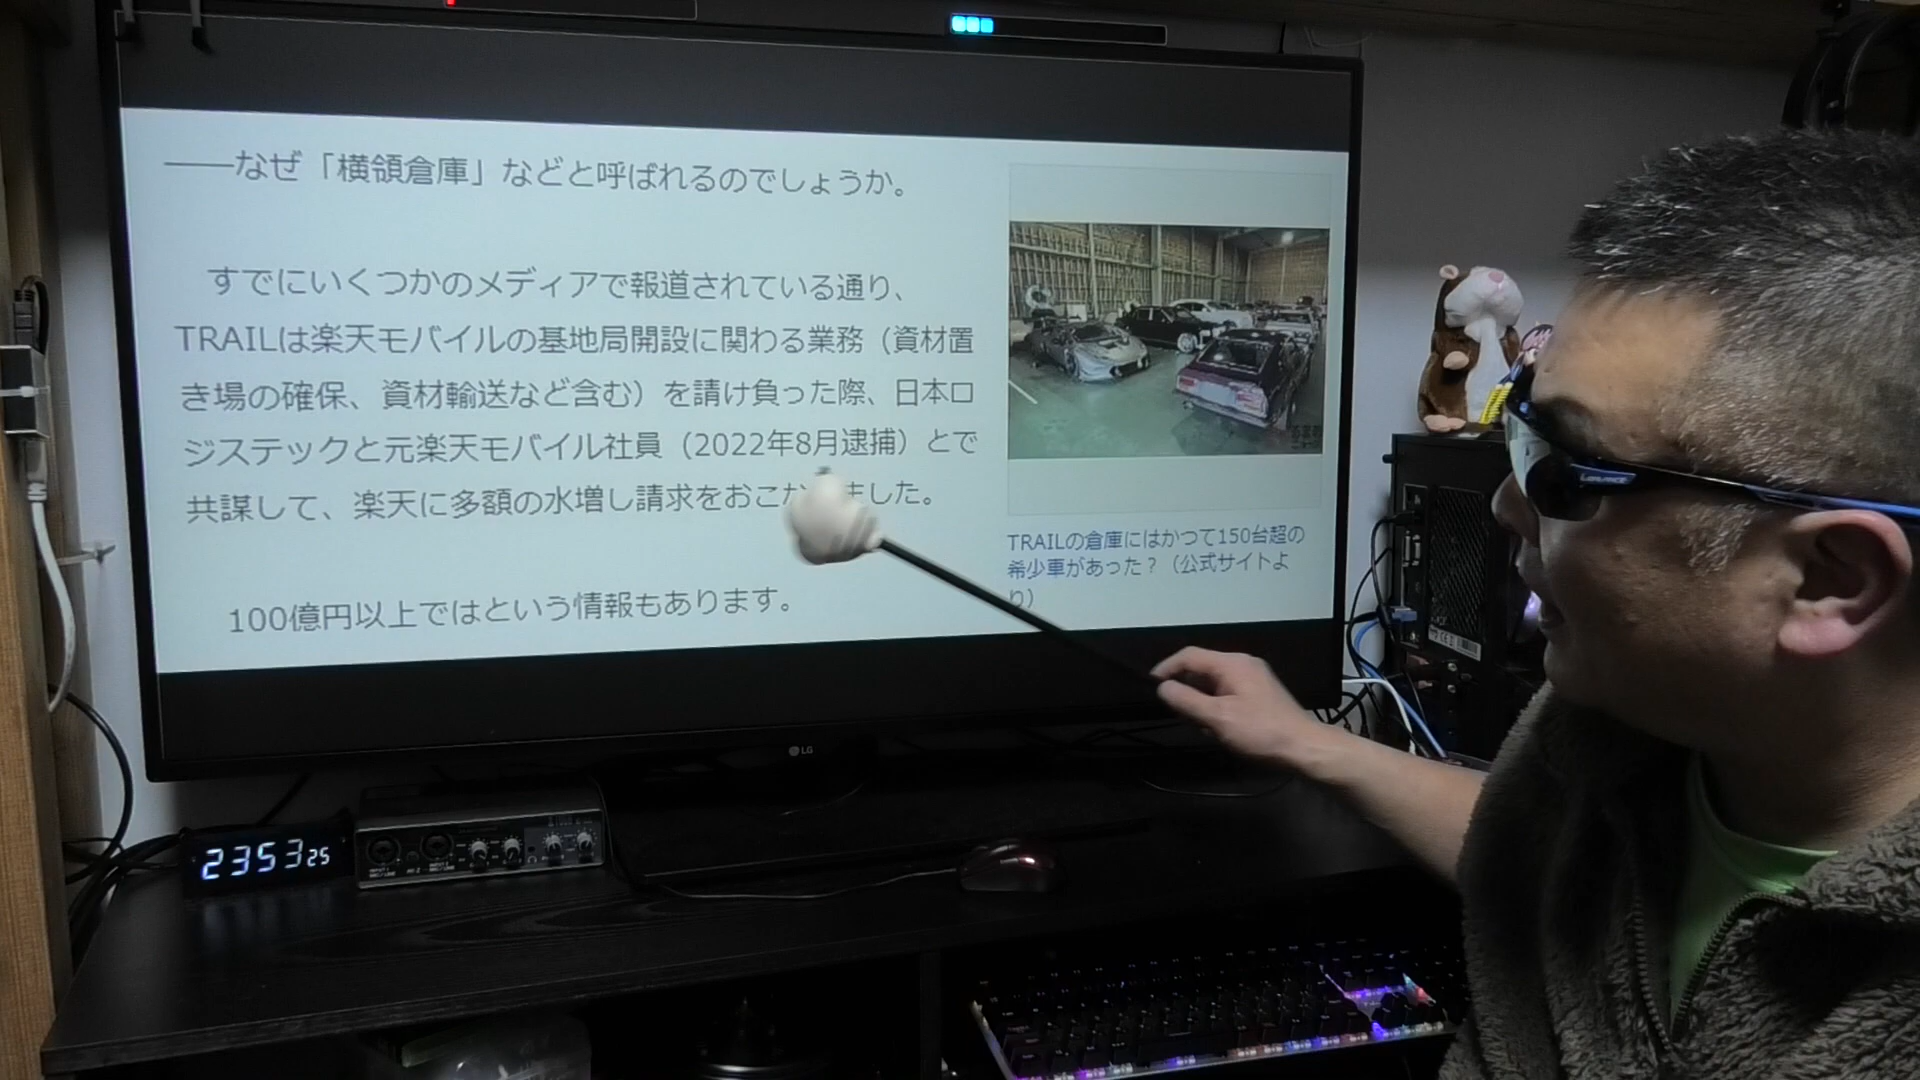 ――なぜ「横領倉庫」などと呼ばれるのでしょうか。
すでにいくつかのメディアで報道されている通り、
TRAILは楽天モバイルの基地局開設に関わる業務（資材置
き場の確保、資材輸送など含む）を請け負った際、日本ロ
ジステックと元楽天モバイル社員（2022年8月逮捕）とで
共謀して、楽天に多額の水増し請求をおこな ました。
100億円以上ではという情報もあります。
TRAILの倉庫にはかつて150台超の
希少車があった？（公式サイトよ
り）
LG
2353 25